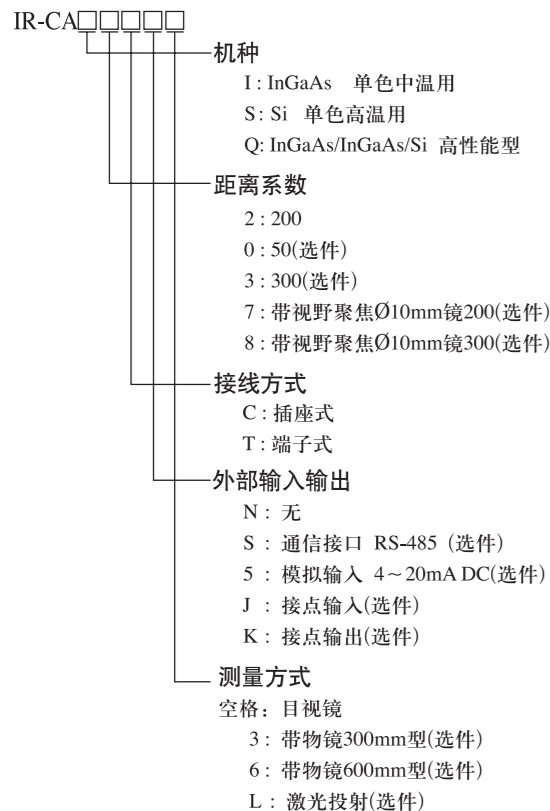 IR-CA□□□□□
机种
I : InGaAs 单色中温用
S : Si 单色高温用
Q: InGaAs/InGaAs/Si 高性能型
距离系数
2 : 200
0 : 50(选件)
3 : 300(选件)
7 : 带视野聚焦Ø10mm镜200(选件)
8 : 带视野聚焦Ø10mm镜300(选件)
接线方式
C : 插座式
T : 端子式
外部输入输出
N : 无
S : 通信接口 RS-485 (选件)
5 : 模拟输入 4~20mA DC(选件)
J : 接点输入(选件)
K : 接点输出(选件)
测量方式
空格: 目视镜
3 : 带物镜300mm型(选件)
6 : 带物镜600mm型(选件)
L : 激光投射(选件)